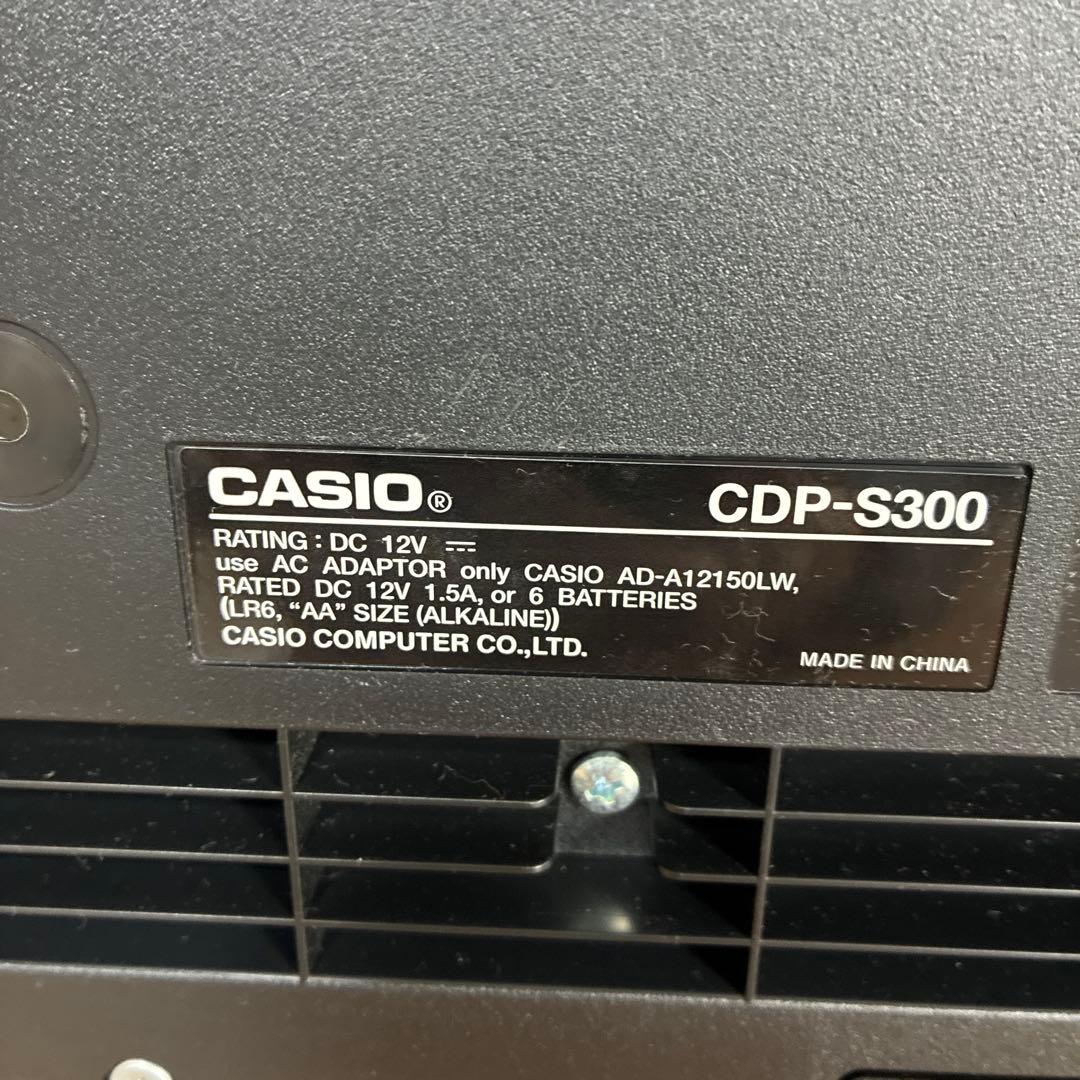 CASIO® CDP-S300
RATING : DC 12V ⎓
use AC ADAPTOR only CASIO AD-A12150LW,
RATED DC 12V 1.5A, or 6 BATTERIES
(LR6, “AA” SIZE (ALKALINE))
CASIO COMPUTER CO.,LTD.
MADE IN CHINA